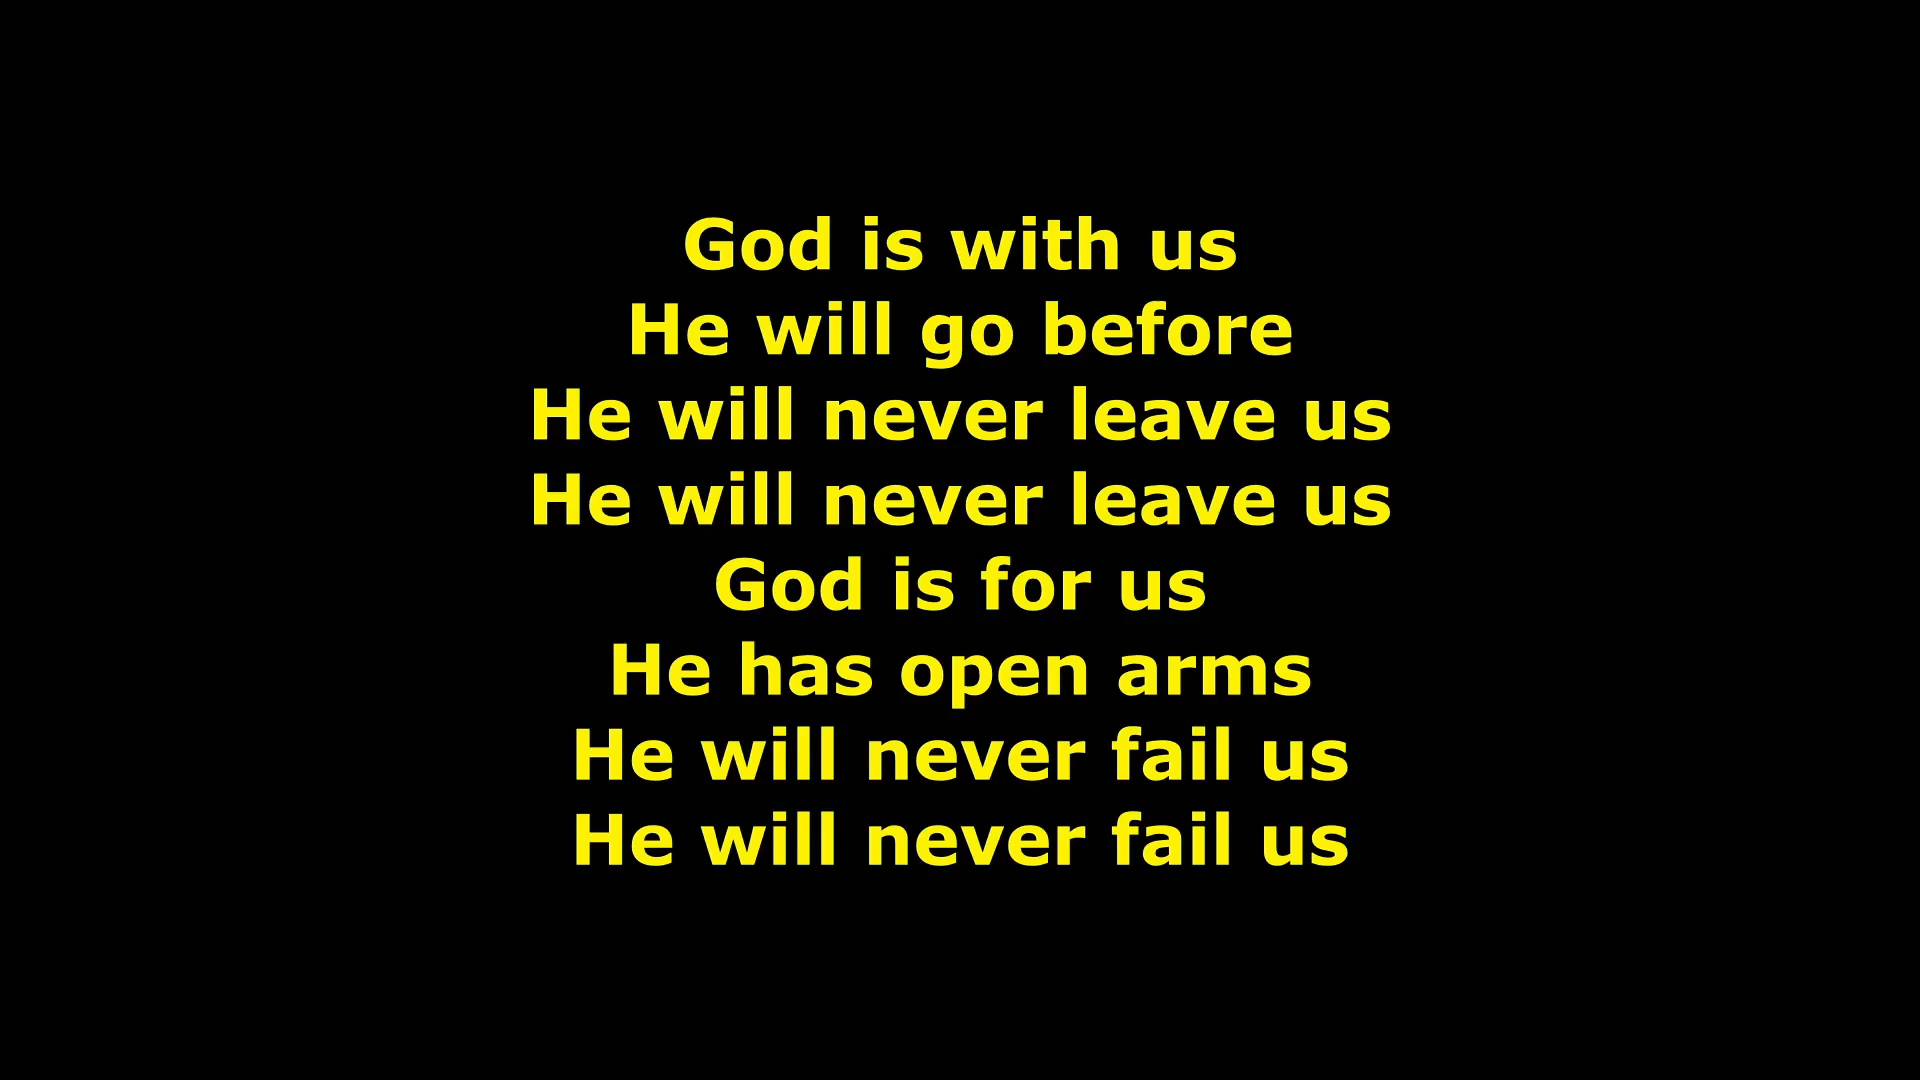 God is with us
He will go before
He will never leave us
He will never leave us
God is for us
He has open arms
He will never fail us
He will never fail us